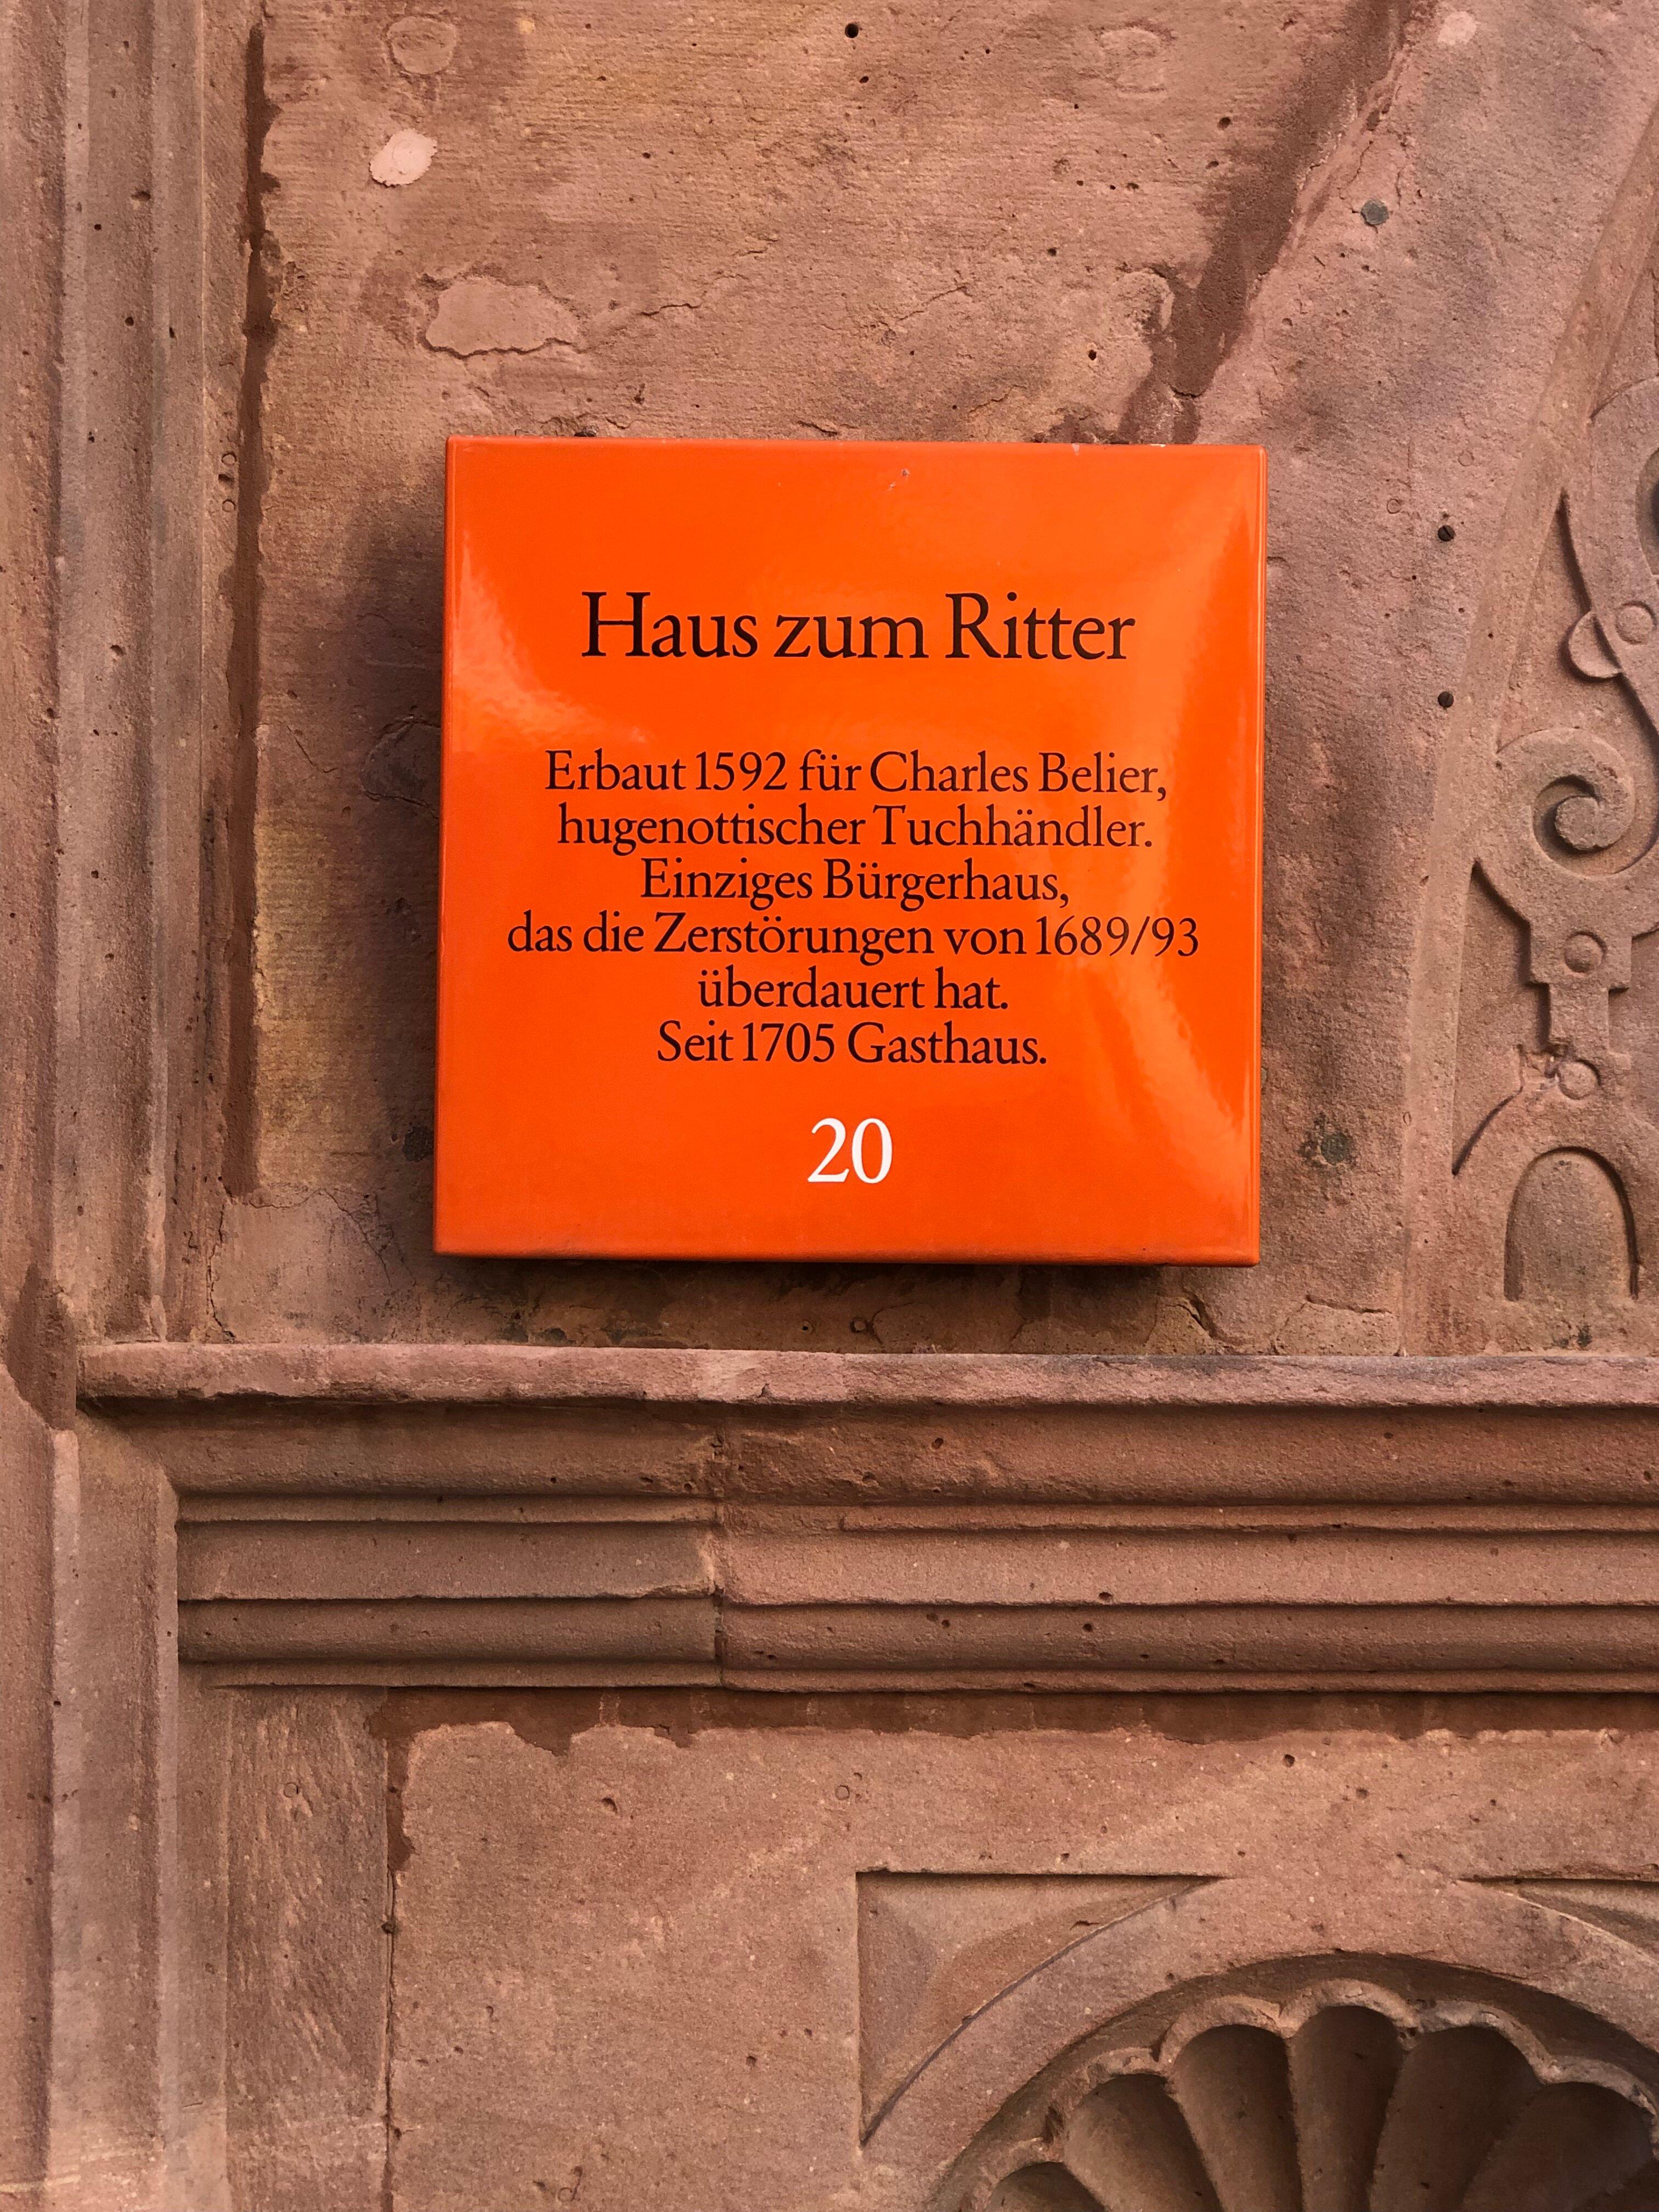 Haus zum Ritter
Erbaut 1592 für Charles Belier,
hugenottischer Tuchhändler.
Einziges Bürgerhaus,
das die Zerstörungen von 1689/93
überdauert hat.
Seit 1705 Gasthaus.
20